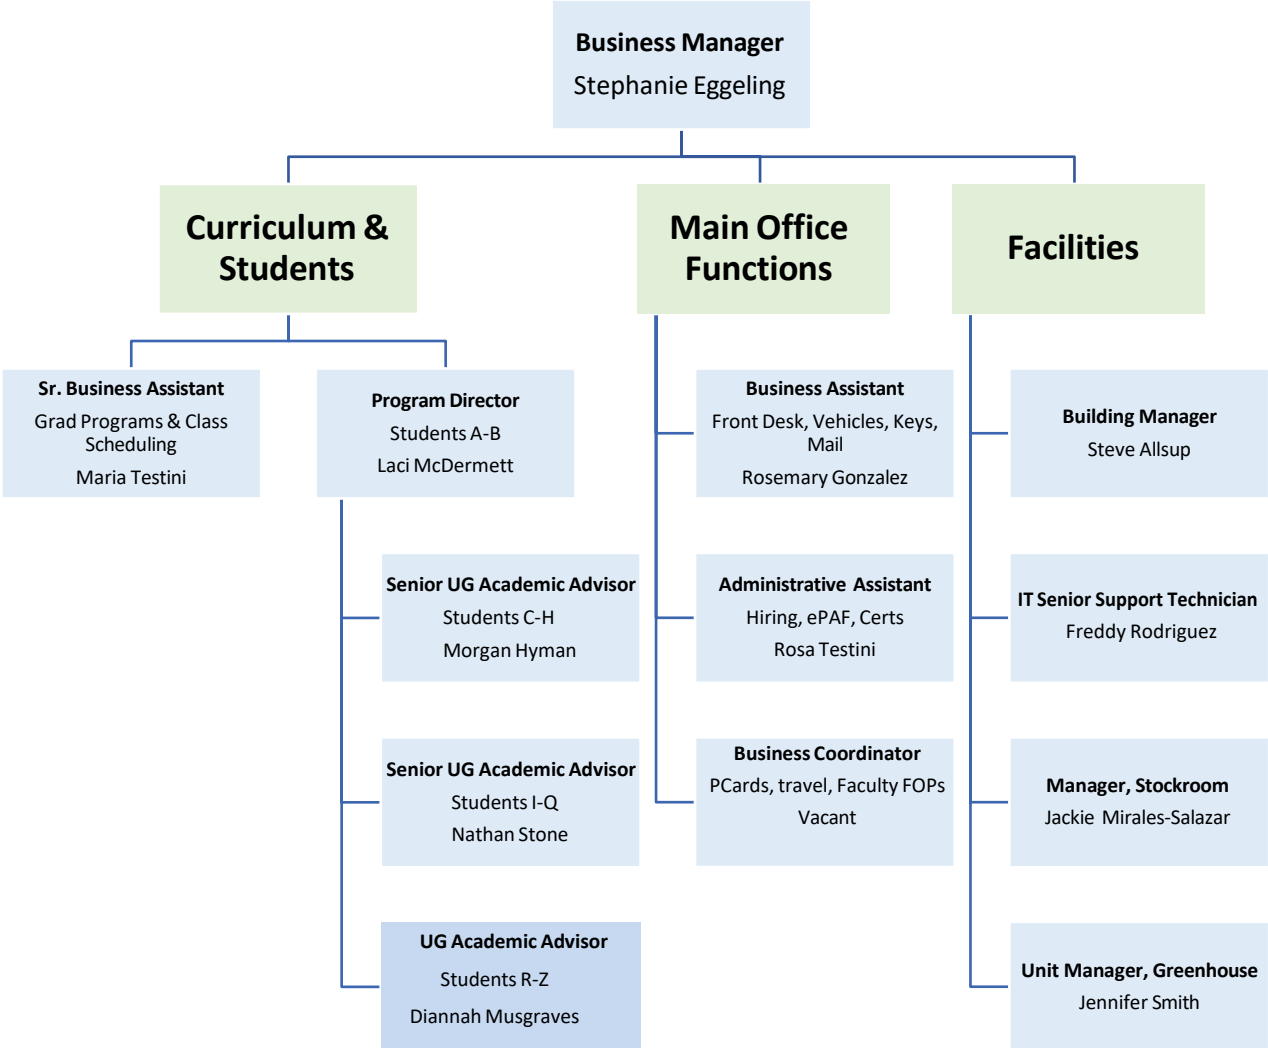 Business Manager
Stephanie Eggeling
Curriculum &
Students
Main Office
Functions
Facilities
Sr. Business Assistant
Grad Programs & Class
Scheduling
Maria Testini
Program Director
Students A-B
Laci McDermett
Business Assistant
Front Desk, Vehicles, Keys,
Mail
Rosemary Gonzalez
Building Manager
Steve Allsup
Senior UG Academic Advisor
Students C-H
Morgan Hyman
Administrative Assistant
Hiring, ePAF, Certs
Rosa Testini
IT Senior Support Technician
Freddy Rodriguez
Senior UG Academic Advisor
Students I-Q
Nathan Stone
Business Coordinator
PCards, travel, Faculty FOPs
Vacant
Manager, Stockroom
Jackie Mirales-Salazar
UG Academic Advisor
Students R-Z
Diannah Musgraves
Unit Manager, Greenhouse
Jennifer Smith